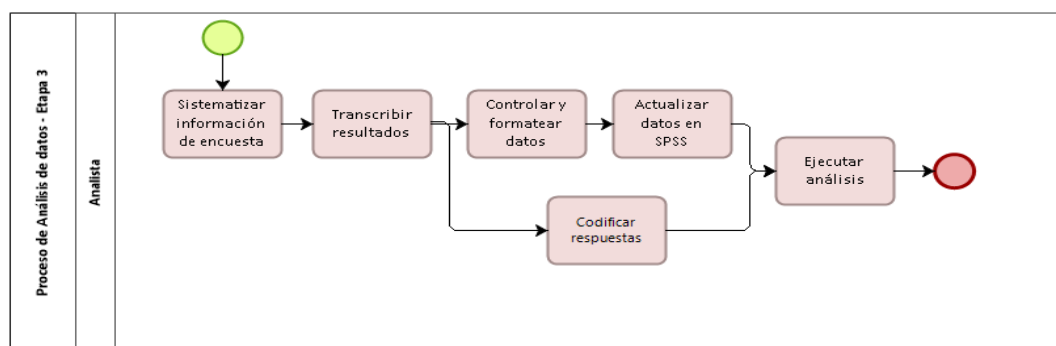 Proceso de Análisis de datos - Etapa 3
Analista
Sistematizar
información
de encuesta
Transcribir
resultados
Controlar y
formatear
datos
Actualizar
datos en
SPSS
Ejecutar
análisis
Codificar
respuestas